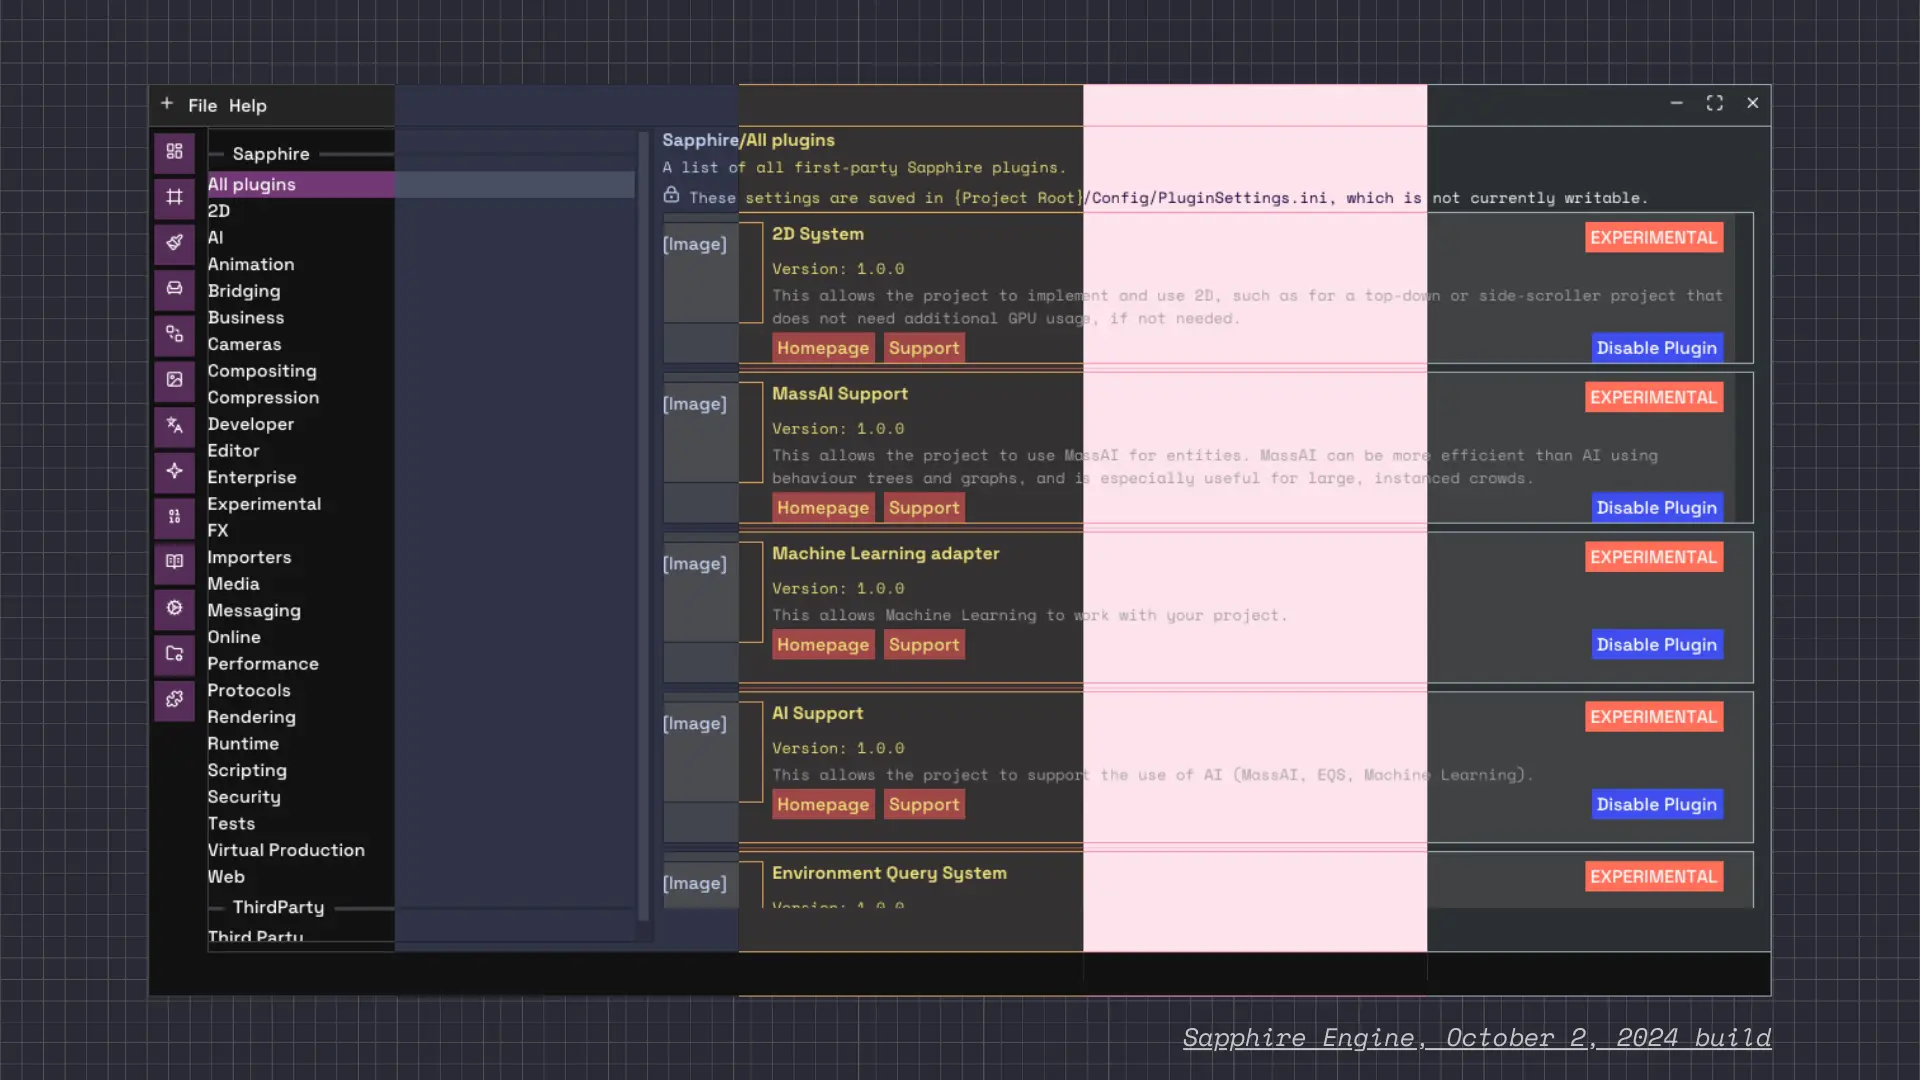 File Help
Sapphire
All plugins
2D
AI
Animation
Bridging
Business
Cameras
Compositing
Compression
Developer
Editor
Enterprise
Experimental
FX
Importers
Media
Messaging
Online
Performance
Protocols
Rendering
Runtime
Scripting
Security
Tests
Virtual Production
Web
ThirdParty
Third Party
Sapphire/All plugins
A list of all first-party Sapphire plugins.
These settings are saved in {Project Root}/Config/PluginSettings.ini, which is not currently writable.
[Image]
2D System
EXPERIMENTAL
Version: 1.0.0
This allows the project to implement and use 2D, such as for a top-down or side-scroller project that
does not need additional GPU usage, if not needed.
Homepage Support
Disable Plugin
[Image]
MassAI Support
EXPERIMENTAL
Version: 1.0.0
This allows the project to use MassAI for entities. MassAI can be more efficient than AI using
behaviour trees and graphs, and is especially useful for large, instanced crowds.
Homepage Support
Disable Plugin
[Image]
Machine Learning adapter
EXPERIMENTAL
Version: 1.0.0
This allows Machine Learning to work with your project.
Homepage Support
Disable Plugin
[Image]
AI Support
EXPERIMENTAL
Version: 1.0.0
This allows the project to support the use of AI (MassAI, EQS, Machine Learning).
Homepage Support
Disable Plugin
[Image]
Environment Query System
EXPERIMENTAL
Version: 1.0.0
Sapphire Engine, October 2, 2024 build